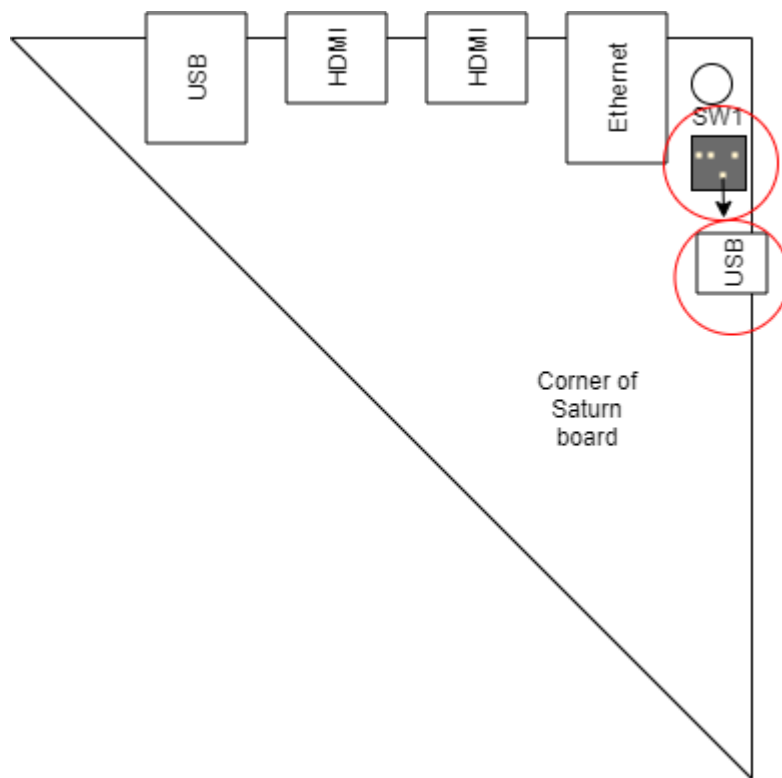 USB
HDMI
HDMI
Ethernet
SW1
USB
Corner of
Saturn
board